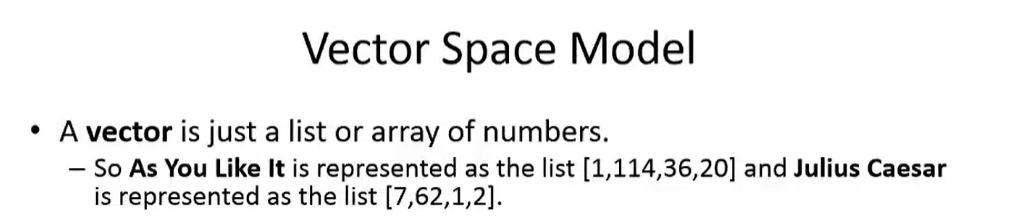 Vector Space Model
• A vector is just a list or array of numbers.
– So As You Like It is represented as the list [1,114,36,20] and Julius Caesar
is represented as the list [7,62,1,2].